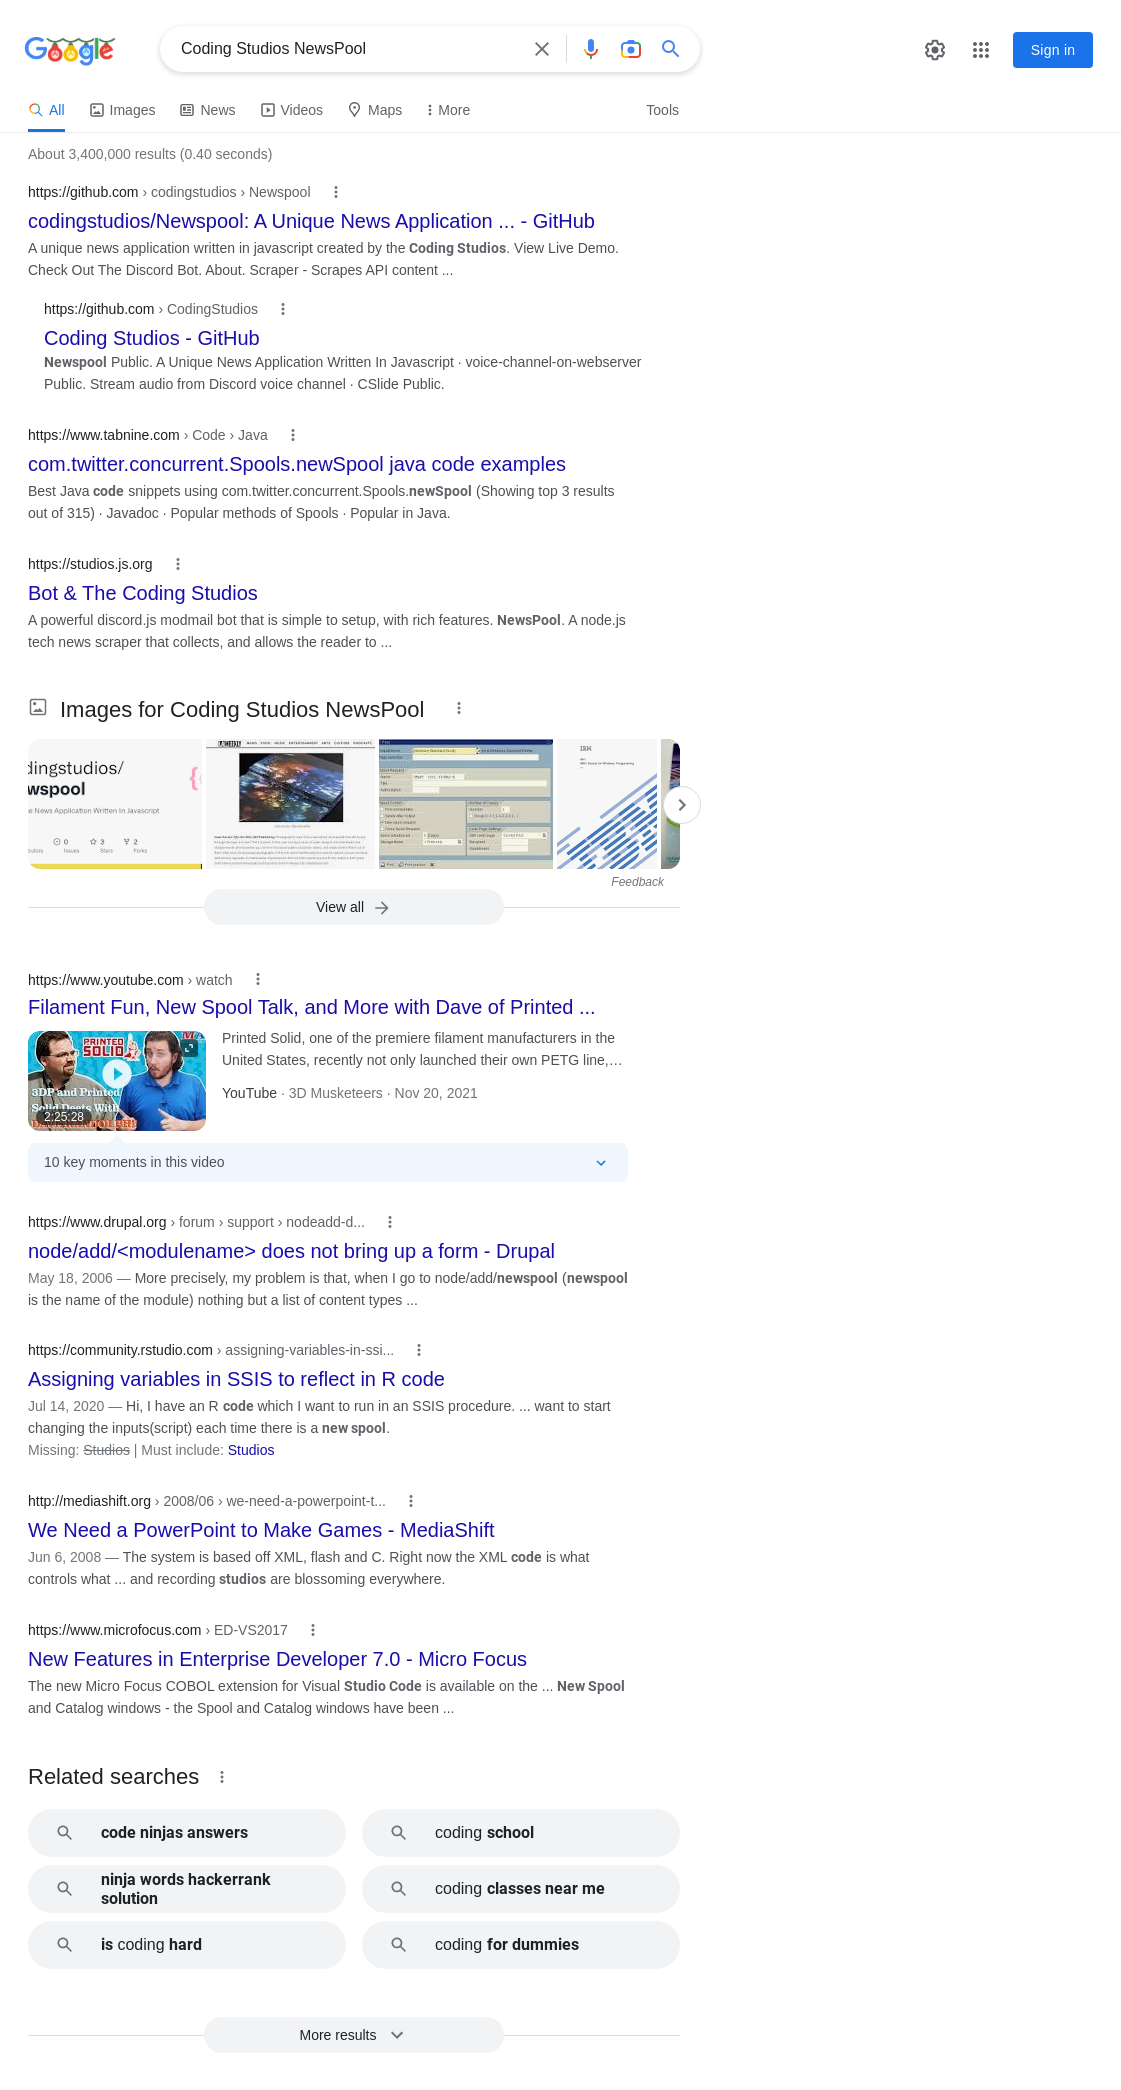 Google
Coding Studios NewsPool
Sign in
All
Images
News
Videos
Maps
More
Tools
About 3,400,000 results (0.40 seconds)
https://github.com › codingstudios › Newspool
codingstudios/Newspool: A Unique News Application ... - GitHub
A unique news application written in javascript created by the Coding Studios. View Live Demo.
Check Out The Discord Bot. About. Scraper - Scrapes API content ...
https://github.com › CodingStudios
Coding Studios - GitHub
Newspool Public. A Unique News Application Written In Javascript · voice-channel-on-webserver
Public. Stream audio from Discord voice channel · CSlide Public.
https://www.tabnine.com › Code › Java
com.twitter.concurrent.Spools.newSpool java code examples
Best Java code snippets using com.twitter.concurrent.Spools.newSpool (Showing top 3 results
out of 315) · Javadoc · Popular methods of Spools · Popular in Java.
https://studios.js.org
Bot & The Coding Studios
A powerful discord.js modmail bot that is simple to setup, with rich features. NewsPool. A node.js
tech news scraper that collects, and allows the reader to ...
Images for Coding Studios NewsPool
dingstudios/
wspool
e News Application Written In Javascript
0
Issues
3
Stars
2
Forks
LA WEEKLY
IBM
Feedback
View all
https://www.youtube.com › watch
Filament Fun, New Spool Talk, and More with Dave of Printed ...
PRINTED
SOLID
3DP and Printed
Solid Deets With
2:25:28
Printed Solid, one of the premiere filament manufacturers in the
United States, recently not only launched their own PETG line,...
YouTube · 3D Musketeers · Nov 20, 2021
10 key moments in this video
https://www.drupal.org › forum › support › nodeadd-d...
node/add/<modulename> does not bring up a form - Drupal
May 18, 2006 — More precisely, my problem is that, when I go to node/add/newspool (newspool
is the name of the module) nothing but a list of content types ...
https://community.rstudio.com › assigning-variables-in-ssi...
Assigning variables in SSIS to reflect in R code
Jul 14, 2020 — Hi, I have an R code which I want to run in an SSIS procedure. ... want to start
changing the inputs(script) each time there is a new spool.
Missing: Studios | Must include: Studios
http://mediashift.org › 2008/06 › we-need-a-powerpoint-t...
We Need a PowerPoint to Make Games - MediaShift
Jun 6, 2008 — The system is based off XML, flash and C. Right now the XML code is what
controls what ... and recording studios are blossoming everywhere.
https://www.microfocus.com › ED-VS2017
New Features in Enterprise Developer 7.0 - Micro Focus
The new Micro Focus COBOL extension for Visual Studio Code is available on the ... New Spool
and Catalog windows - the Spool and Catalog windows have been ...
Related searches
code ninjas answers
coding school
ninja words hackerrank
solution
coding classes near me
is coding hard
coding for dummies
More results